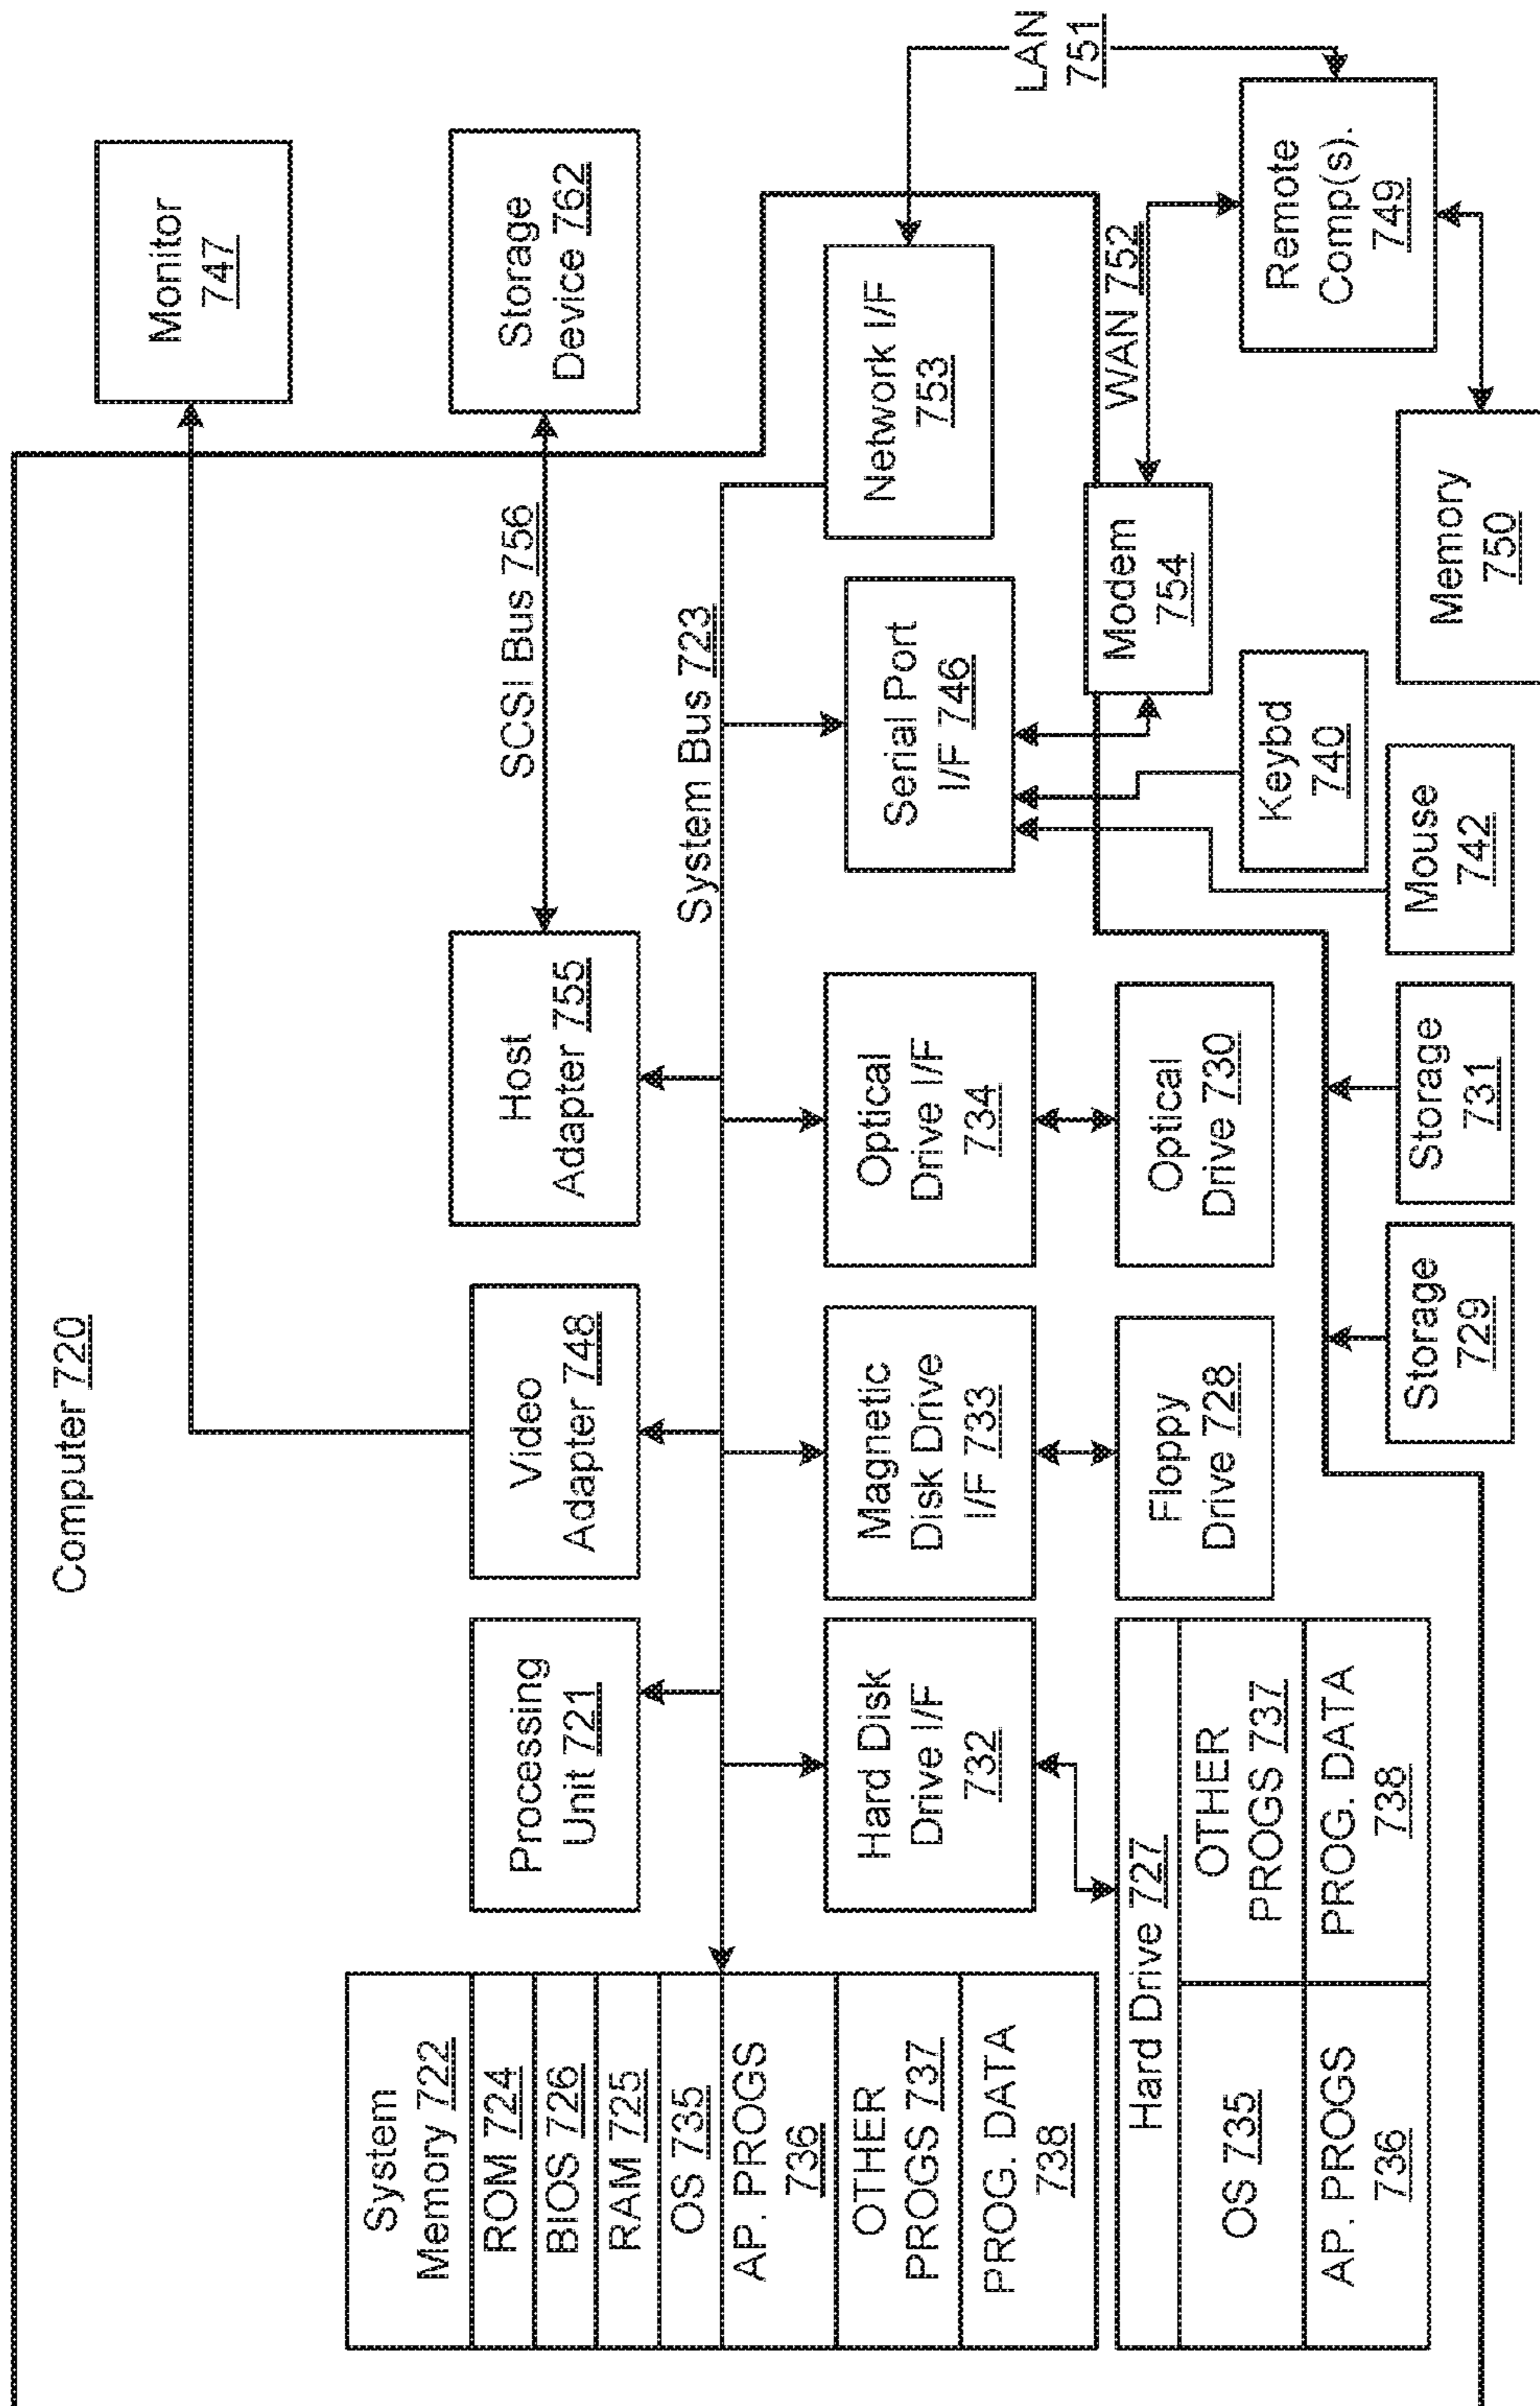 Computer 720
Monitor
747
System
Memory 722
ROM 724
BIOS 726
RAM 725
OS 735
AP. PROGS
736
OTHER
PROGS 737
PROG. DATA
738
Processing
Unit 721
Video
Adapter 748
Host
Adapter 755
SCSI Bus 756
Storage
Device 762
System Bus 723
Hard Disk
Drive I/F
732
Magnetic
Disk Drive
I/F 733
Optical
Drive I/F
734
Serial Port
I/F 746
Network I/F
753
LAN
751
Hard Drive 727
OS 735
OTHER
PROGS 737
AP. PROGS
736
PROG. DATA
738
Floppy
Drive 728
Optical
Drive 730
Modem
754
WAN 752
Remote
Comp(s).
749
Keybd
740
Storage
729
Storage
731
Mouse
742
Memory
750